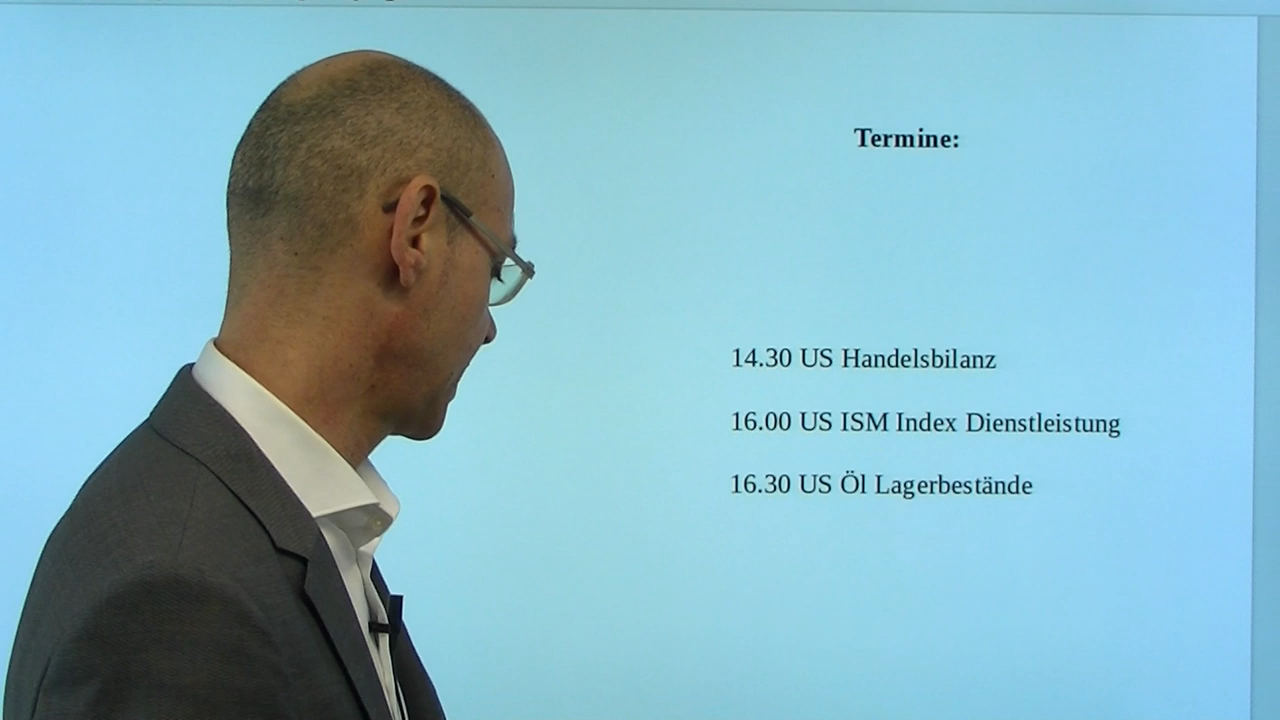 Termine:
14.30 US Handelsbilanz
16.00 US ISM Index Dienstleistung
16.30 US Öl Lagerbestände